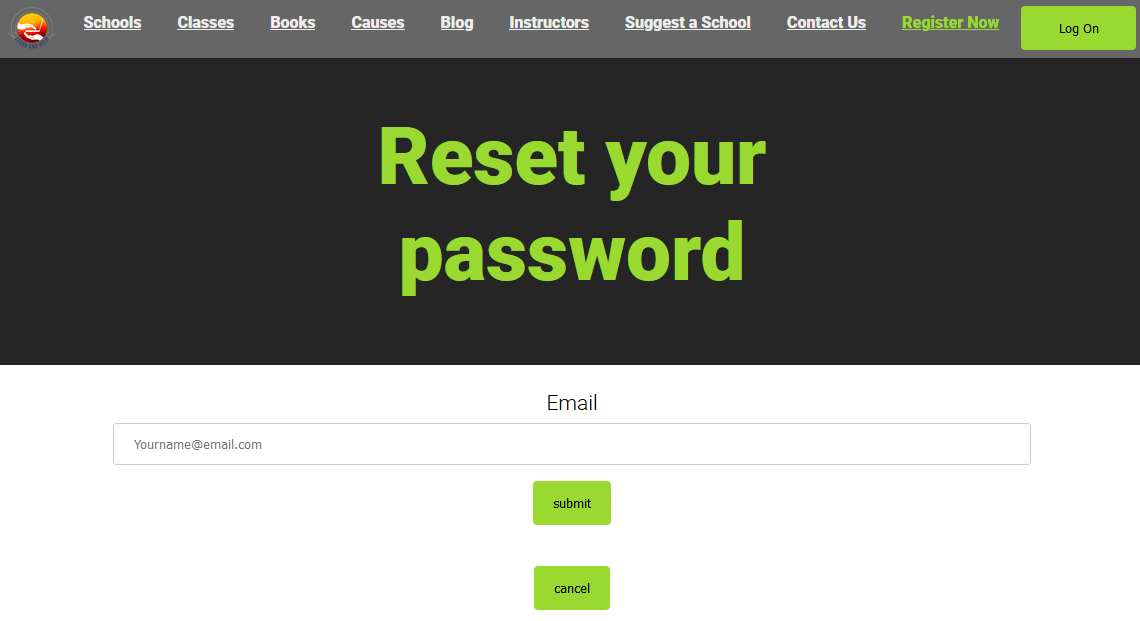 Schools Classes Books Causes Blog Instructors Suggest a School Contact Us Register Now Log On
Reset your
password
Email
Yourname@email.com
submit
cancel